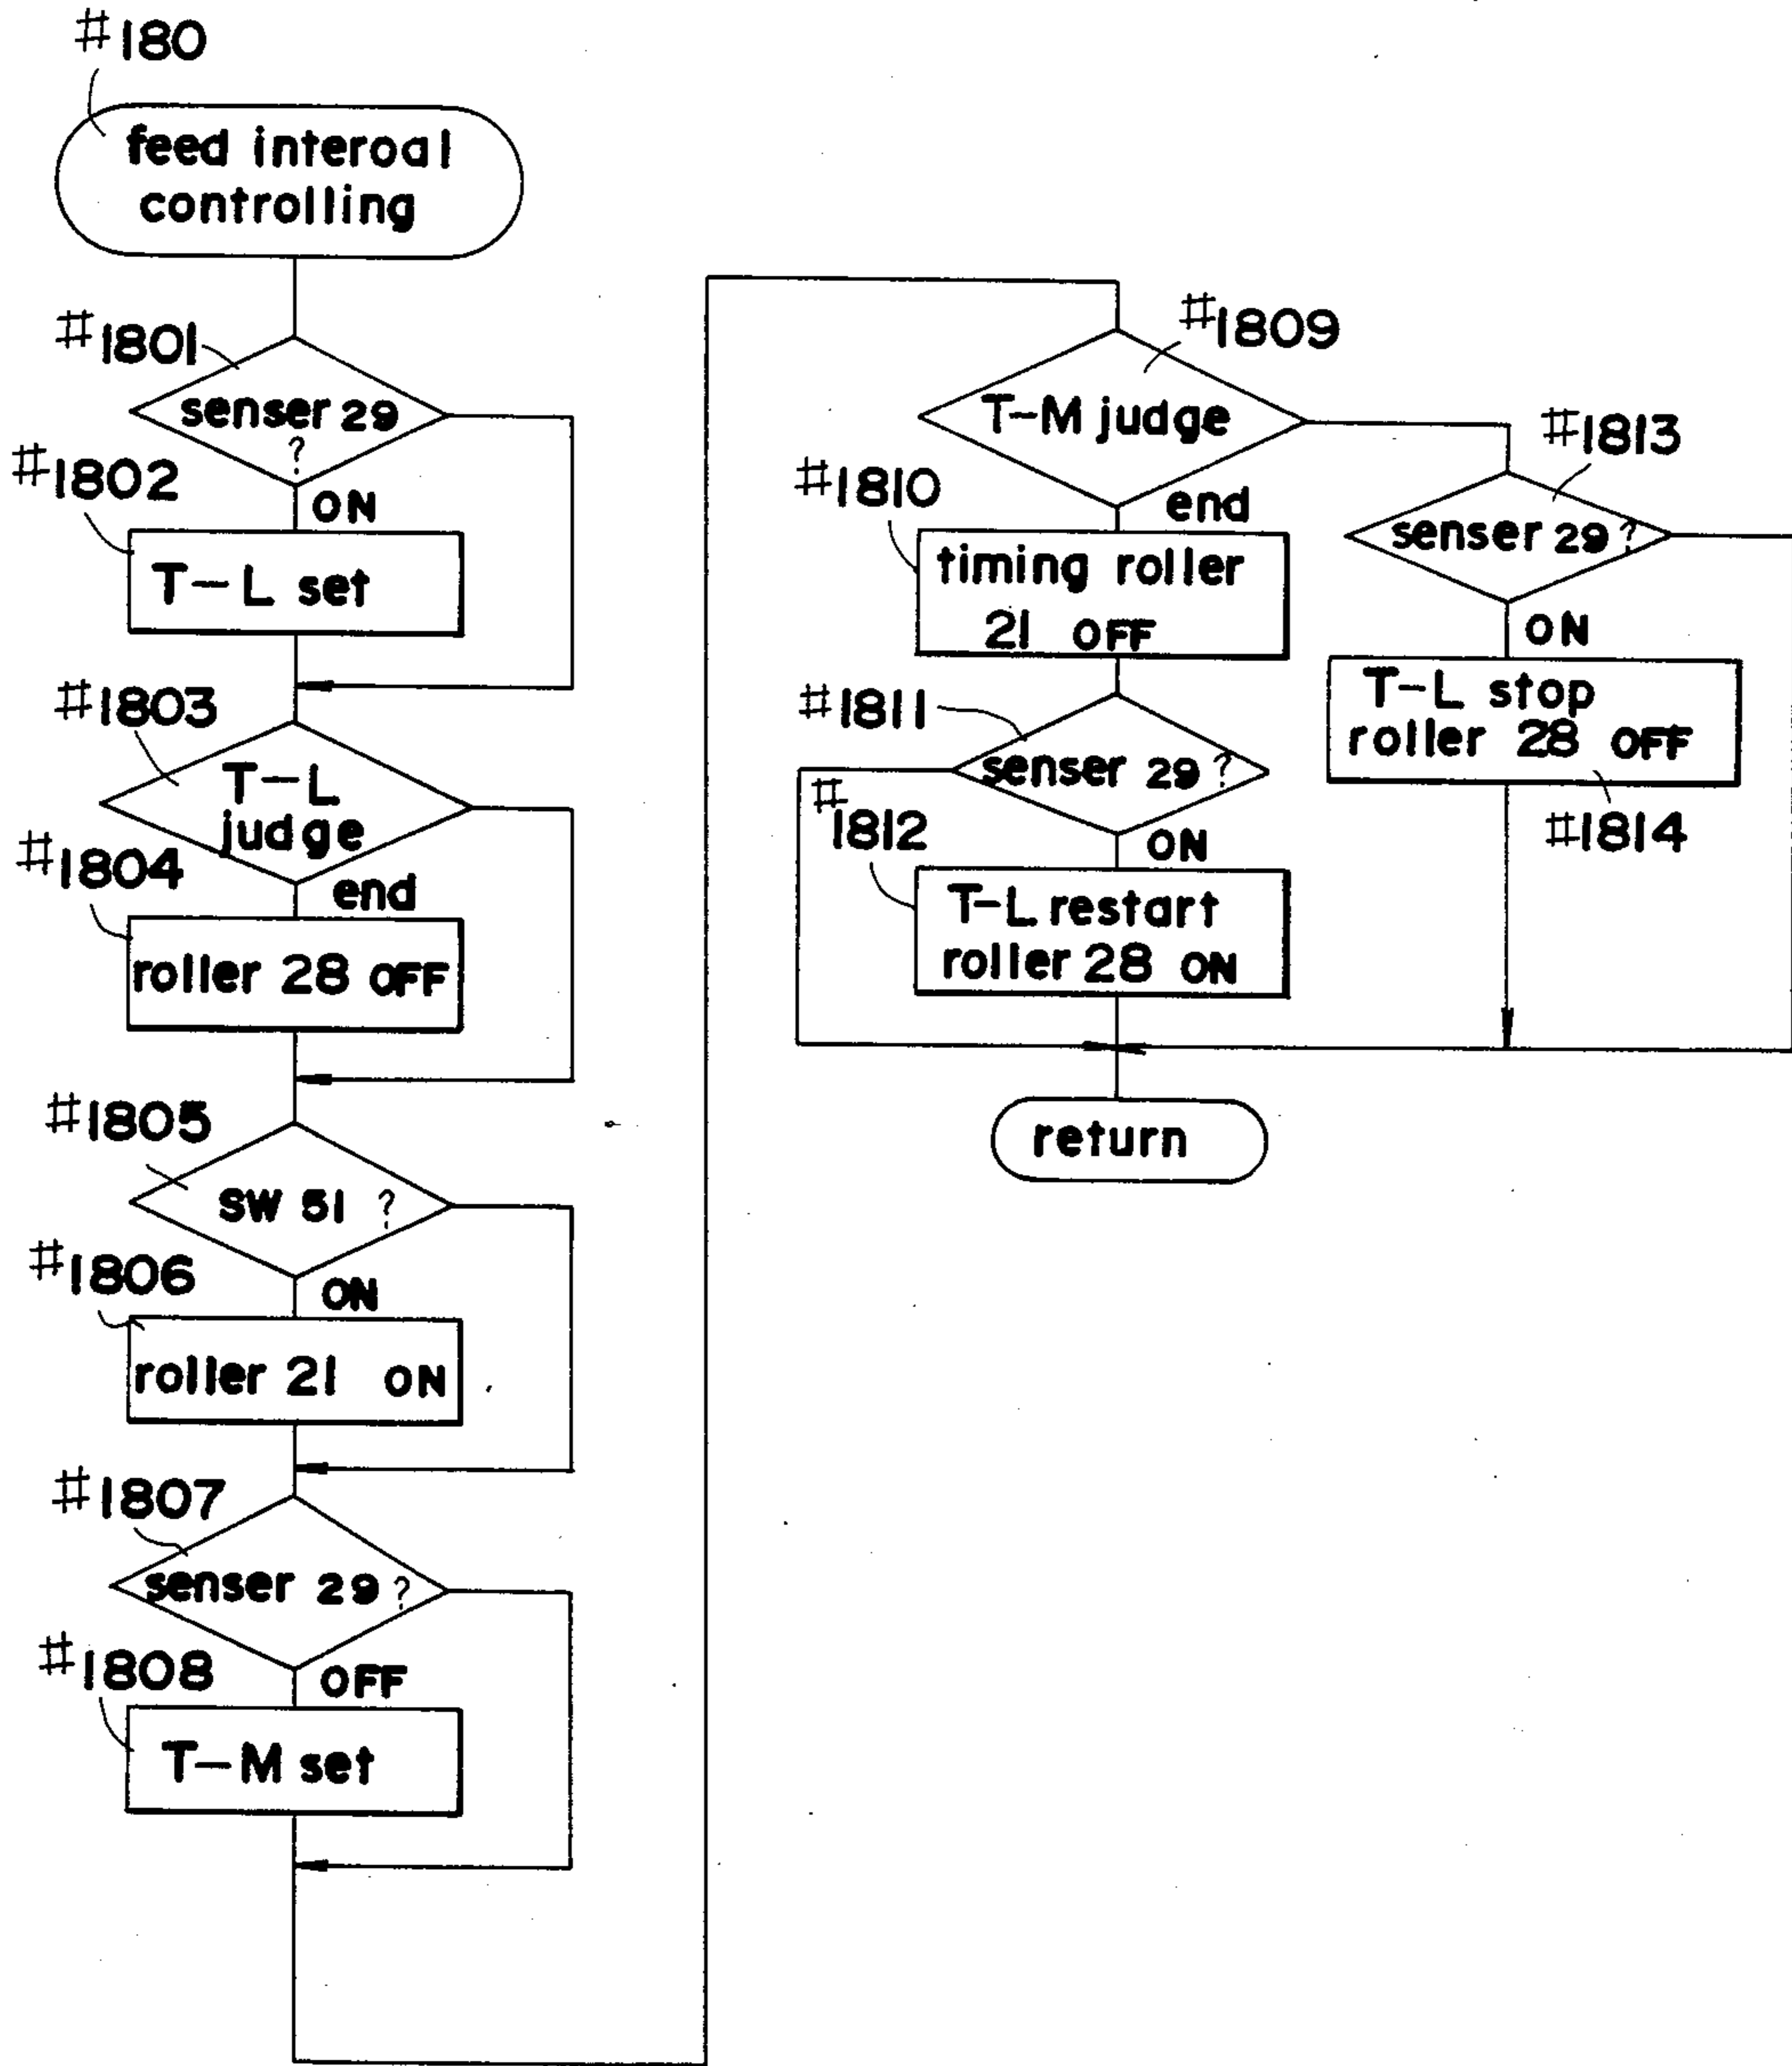 #180
feed interoal
controlling
#1801
senser 29
?
#1802
ON
T-L set
#1803
T-L
judge
#1804
end
roller 28 OFF
#1805
SW 51 ?
#1806
ON
roller 21 ON
#1807
senser 29 ?
#1808
OFF
T-M set
#1809
T-M judge
#1810
end
timing roller
21 OFF
#1811
senser 29 ?
#
1812
ON
T-L restart
roller 28 ON
#1813
senser 29 ?
ON
T-L stop
roller 28 OFF
#1814
return